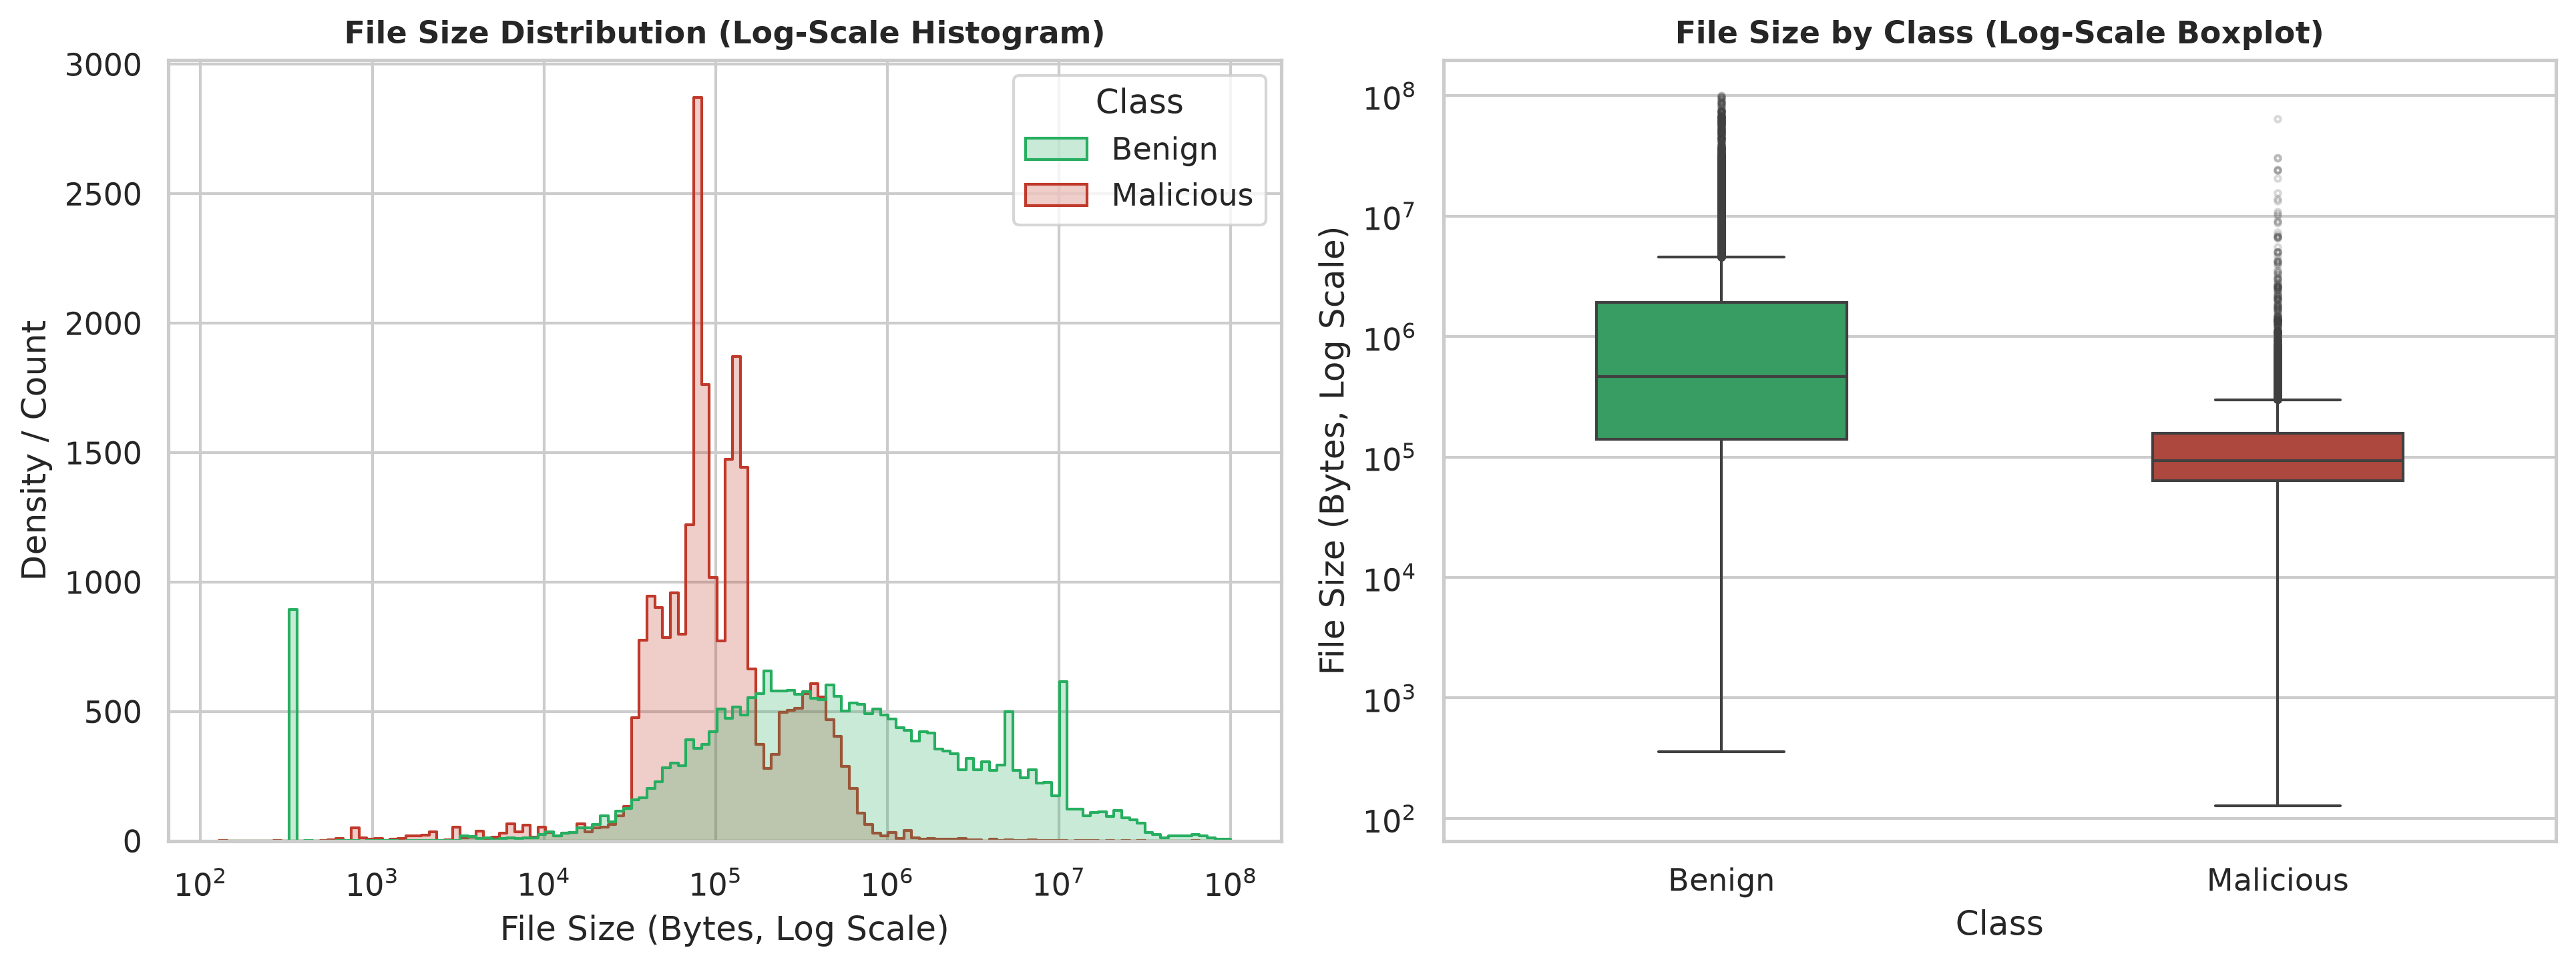 File Size Distribution (Log-Scale Histogram)
3000
2500
2000
1500
1000
500
0
Density / Count
Class
Benign
Malicious
10² 10³ 10⁴ 10⁵ 10⁶ 10⁷ 10⁸
File Size (Bytes, Log Scale)
File Size by Class (Log-Scale Boxplot)
10⁸
10⁷
10⁶
10⁵
10⁴
10³
10²
File Size (Bytes, Log Scale)
Benign Malicious
Class